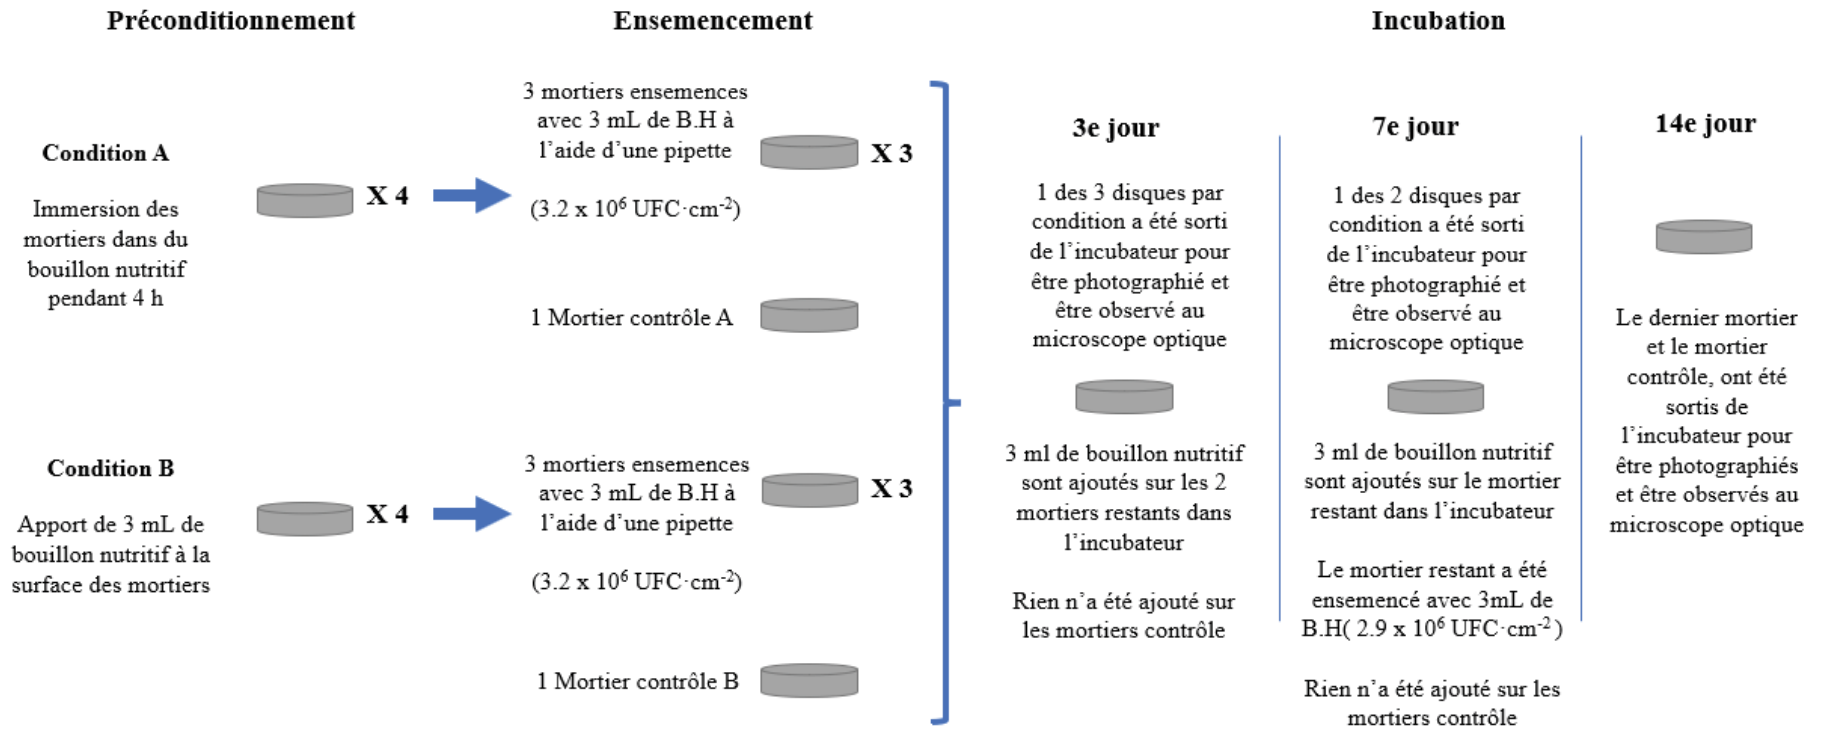 Préconditionnement
Ensemencement
Incubation
Condition A
Immersion des
mortiers dans du
bouillon nutritif
pendant 4 h
X 4
3 mortiers ensemences
avec 3 mL de B.H à
l’aide d’une pipette
(3.2 x 10⁶ UFC·cm⁻²)
X 3
1 Mortier contrôle A
Condition B
Apport de 3 mL de
bouillon nutritif à la
surface des mortiers
X 4
3 mortiers ensemences
avec 3 mL de B.H à
l’aide d’une pipette
(3.2 x 10⁶ UFC·cm⁻²)
X 3
1 Mortier contrôle B
3e jour
1 des 3 disques par
condition a été sorti
de l’incubateur pour
être photographié et
être observé au
microscope optique
3 ml de bouillon nutritif
sont ajoutés sur les 2
mortiers restants dans
l’incubateur
Rien n’a été ajouté sur
les mortiers contrôle
7e jour
1 des 2 disques par
condition a été sorti
de l’incubateur pour
être photographié et
être observé au
microscope optique
3 ml de bouillon nutritif
sont ajoutés sur le mortier
restant dans l’incubateur
Le mortier restant a été
ensemencé avec 3mL de
B.H( 2.9 x 10⁶ UFC·cm⁻²)
Rien n’a été ajouté sur les
mortiers contrôle
14e jour
Le dernier mortier
et le mortier
contrôle, ont été
sortis de
l’incubateur pour
être photographiés
et être observés au
microscope optique